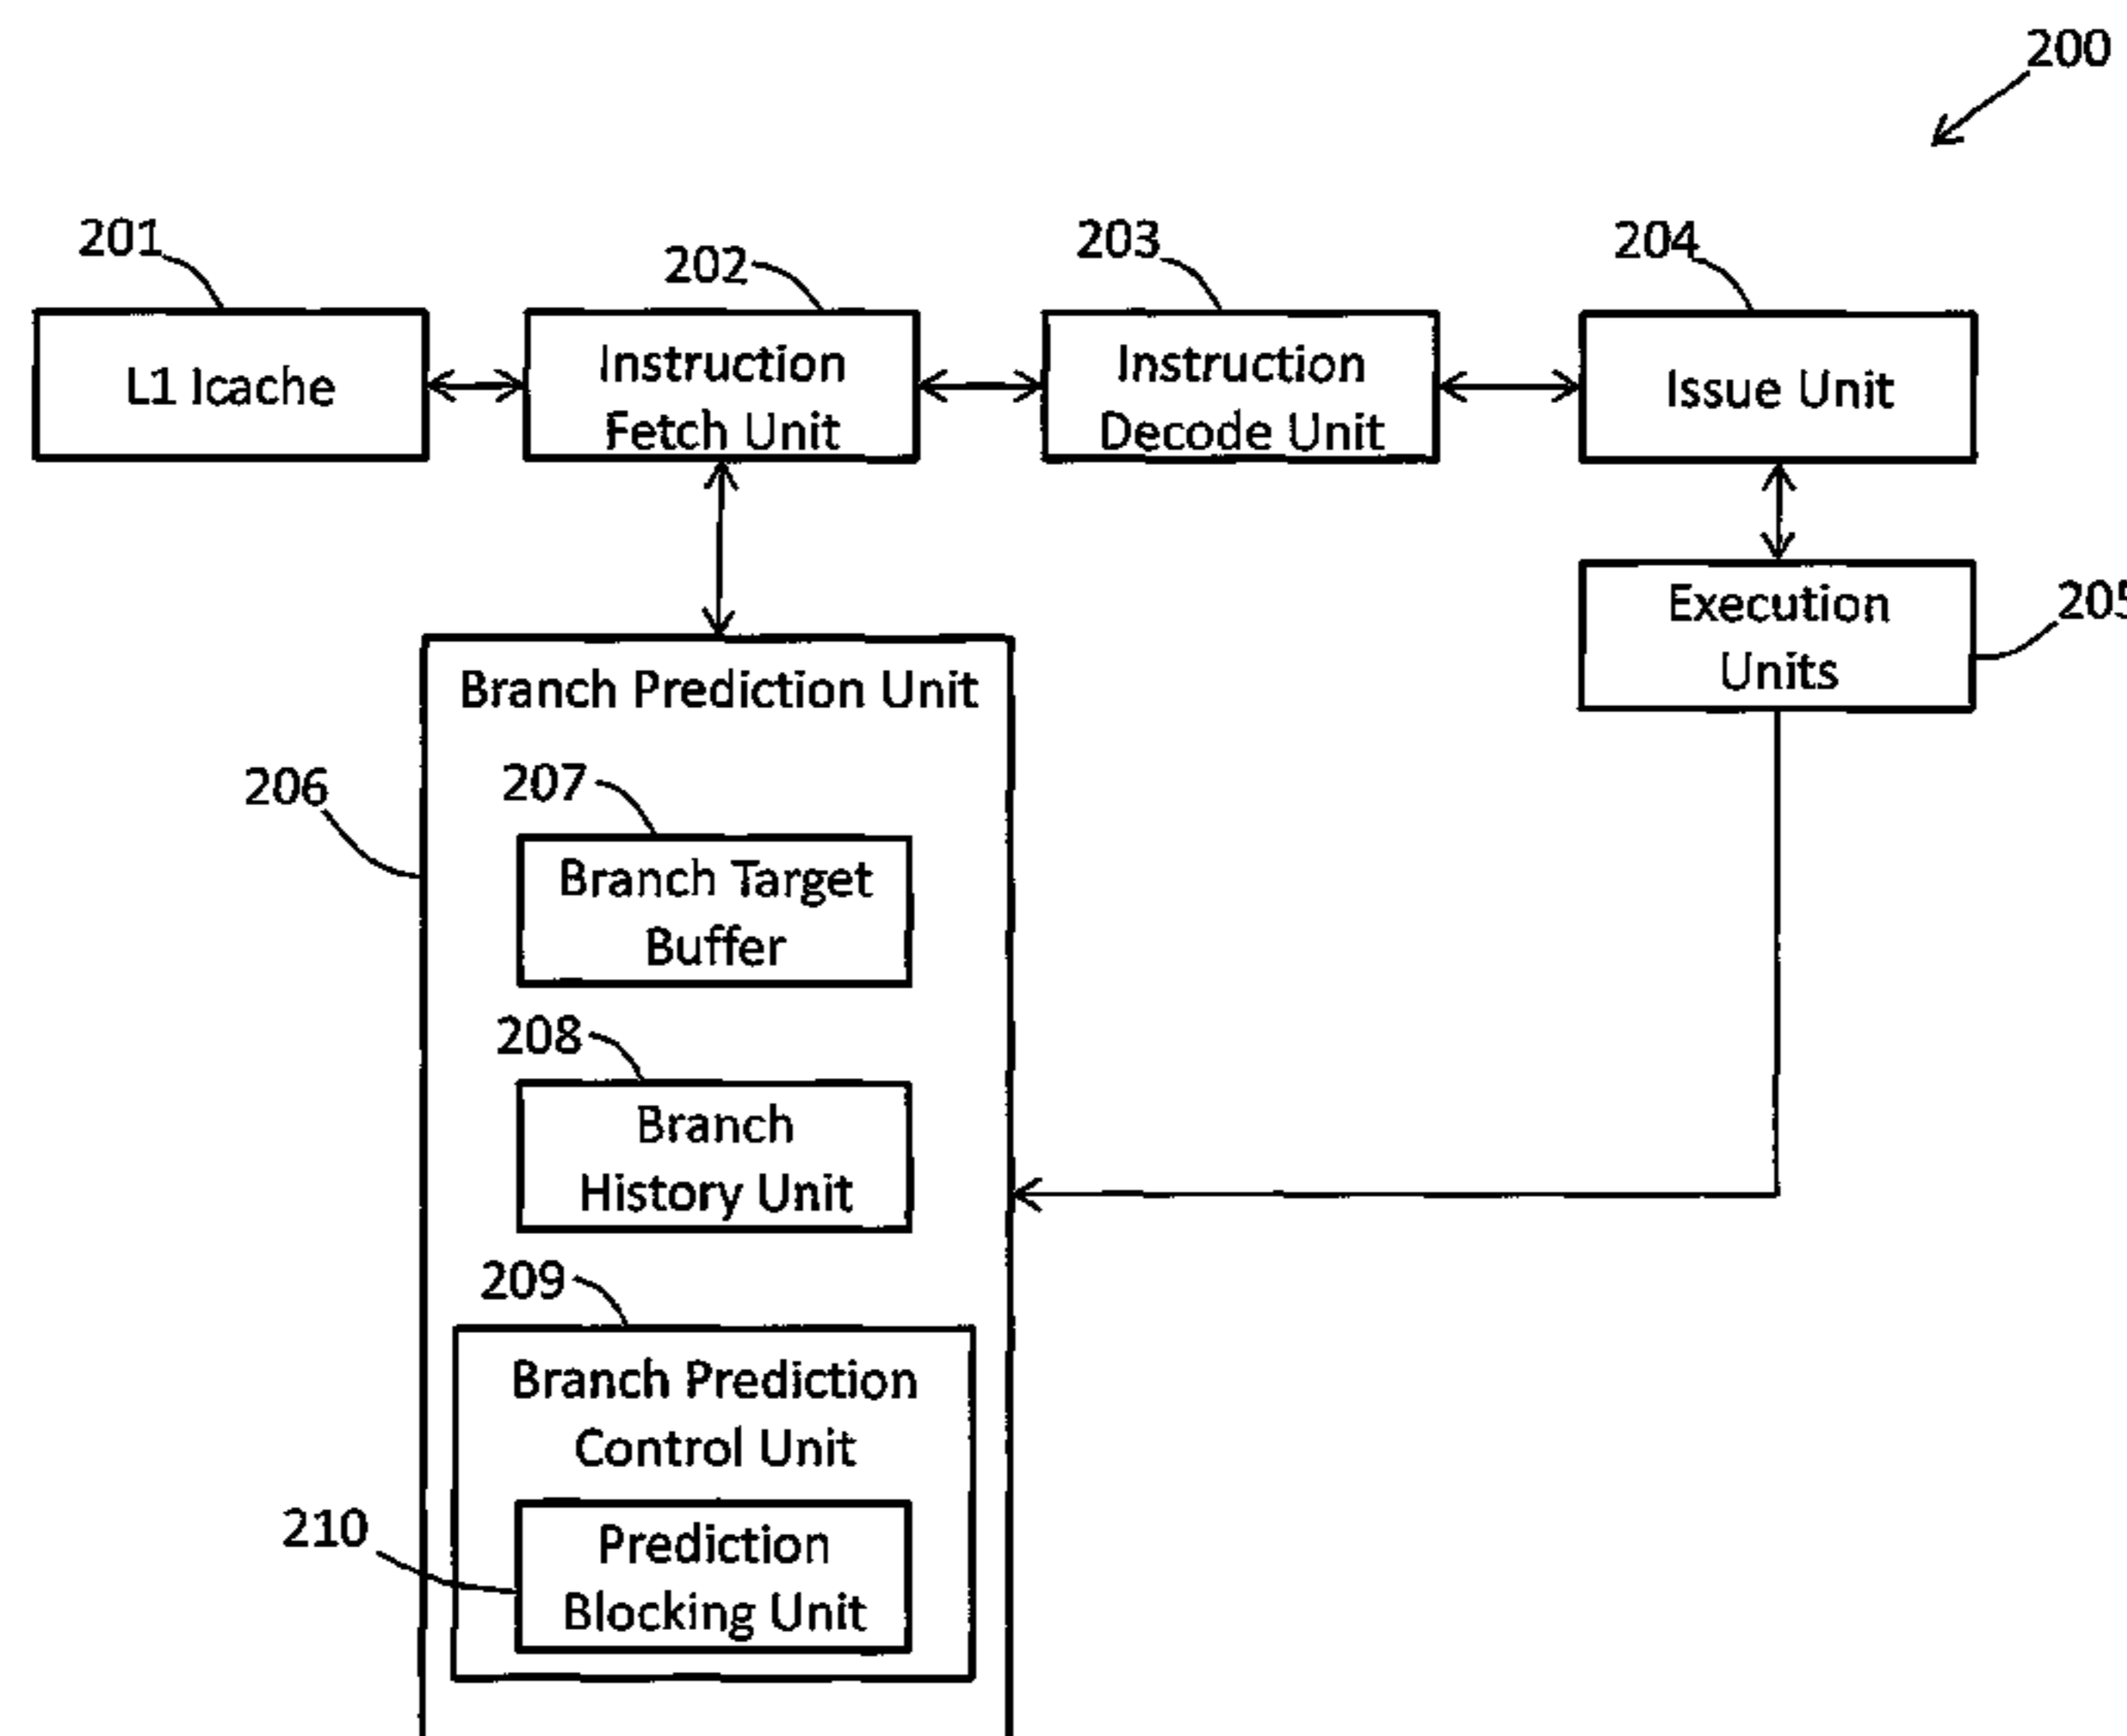 200
201
202
203
204
L1 Icache
Instruction
Fetch Unit
Instruction
Decode Unit
Issue Unit
Execution
Units
205
Branch Prediction Unit
206
207
Branch Target
Buffer
208
Branch
History Unit
209
Branch Prediction
Control Unit
210
Prediction
Blocking Unit